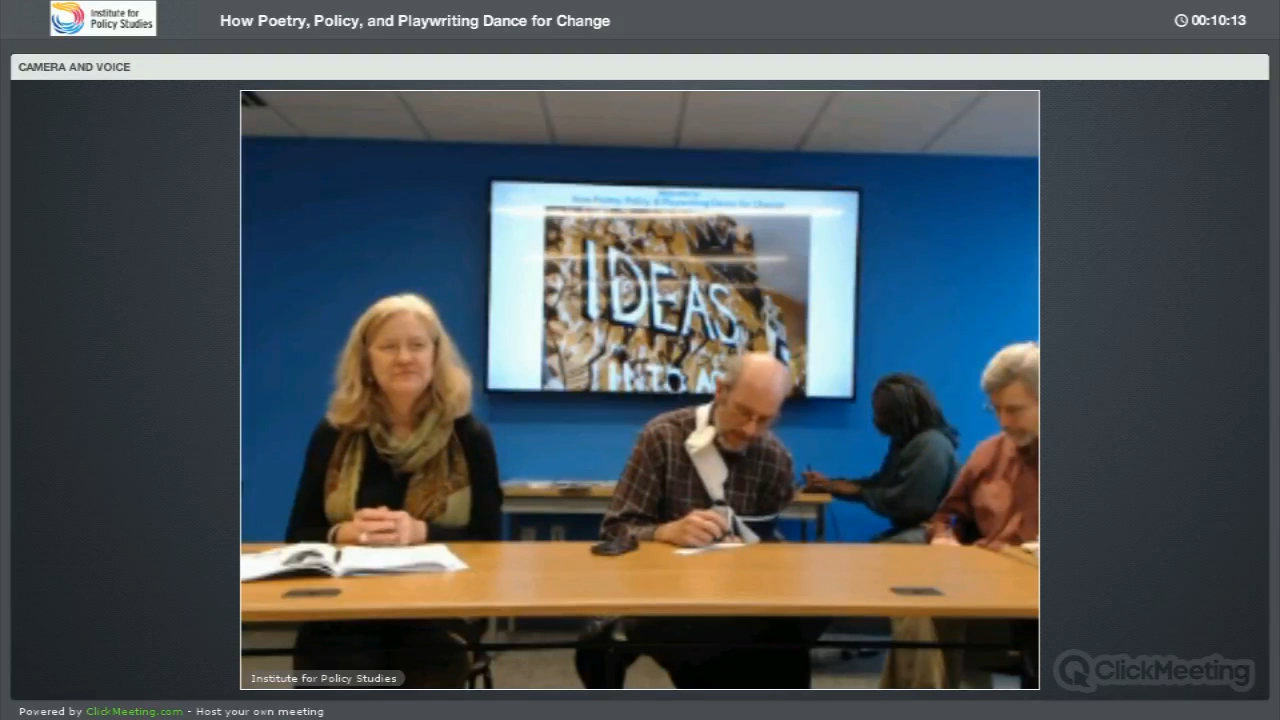 Institute for
Policy Studies
How Poetry, Policy, and Playwriting Dance for Change
00:10:13
CAMERA AND VOICE
How Poetry, Policy, & Playwriting Dance for Change
IDEAS
INTO AC
Institute for Policy Studies
ClickMeeting
Powered by ClickMeeting.com - Host your own meeting